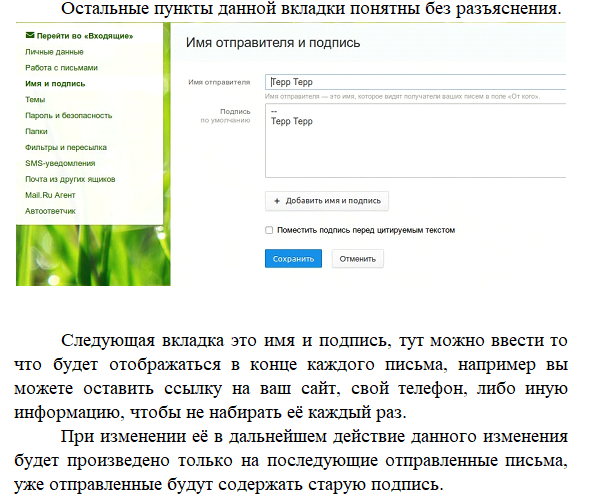 Остальные пункты данной вкладки понятны без разъяснения.
Перейти во «Входящие»
Личные данные
Работа с письмами
Имя и подпись
Темы
Пароль и безопасность
Папки
Фильтры и пересылка
SMS-уведомления
Почта из других ящиков
Mail.Ru Агент
Автоответчик
Имя отправителя и подпись
Имя отправителя
Терр Терр
Имя отправителя — это имя, которое видят получатели ваших писем в поле «От кого».
Подпись
по умолчанию
--
Терр Терр
+ Добавить имя и подпись
Поместить подпись перед цитируемым текстом
Сохранить
Отменить
Следующая вкладка это имя и подпись, тут можно ввести то
что будет отображаться в конце каждого письма, например вы
можете оставить ссылку на ваш сайт, свой телефон, либо иную
информацию, чтобы не набирать её каждый раз.
При изменении её в дальнейшем действие данного изменения
будет произведено только на последующие отправленные письма,
уже отправленные будут содержать старую подпись.